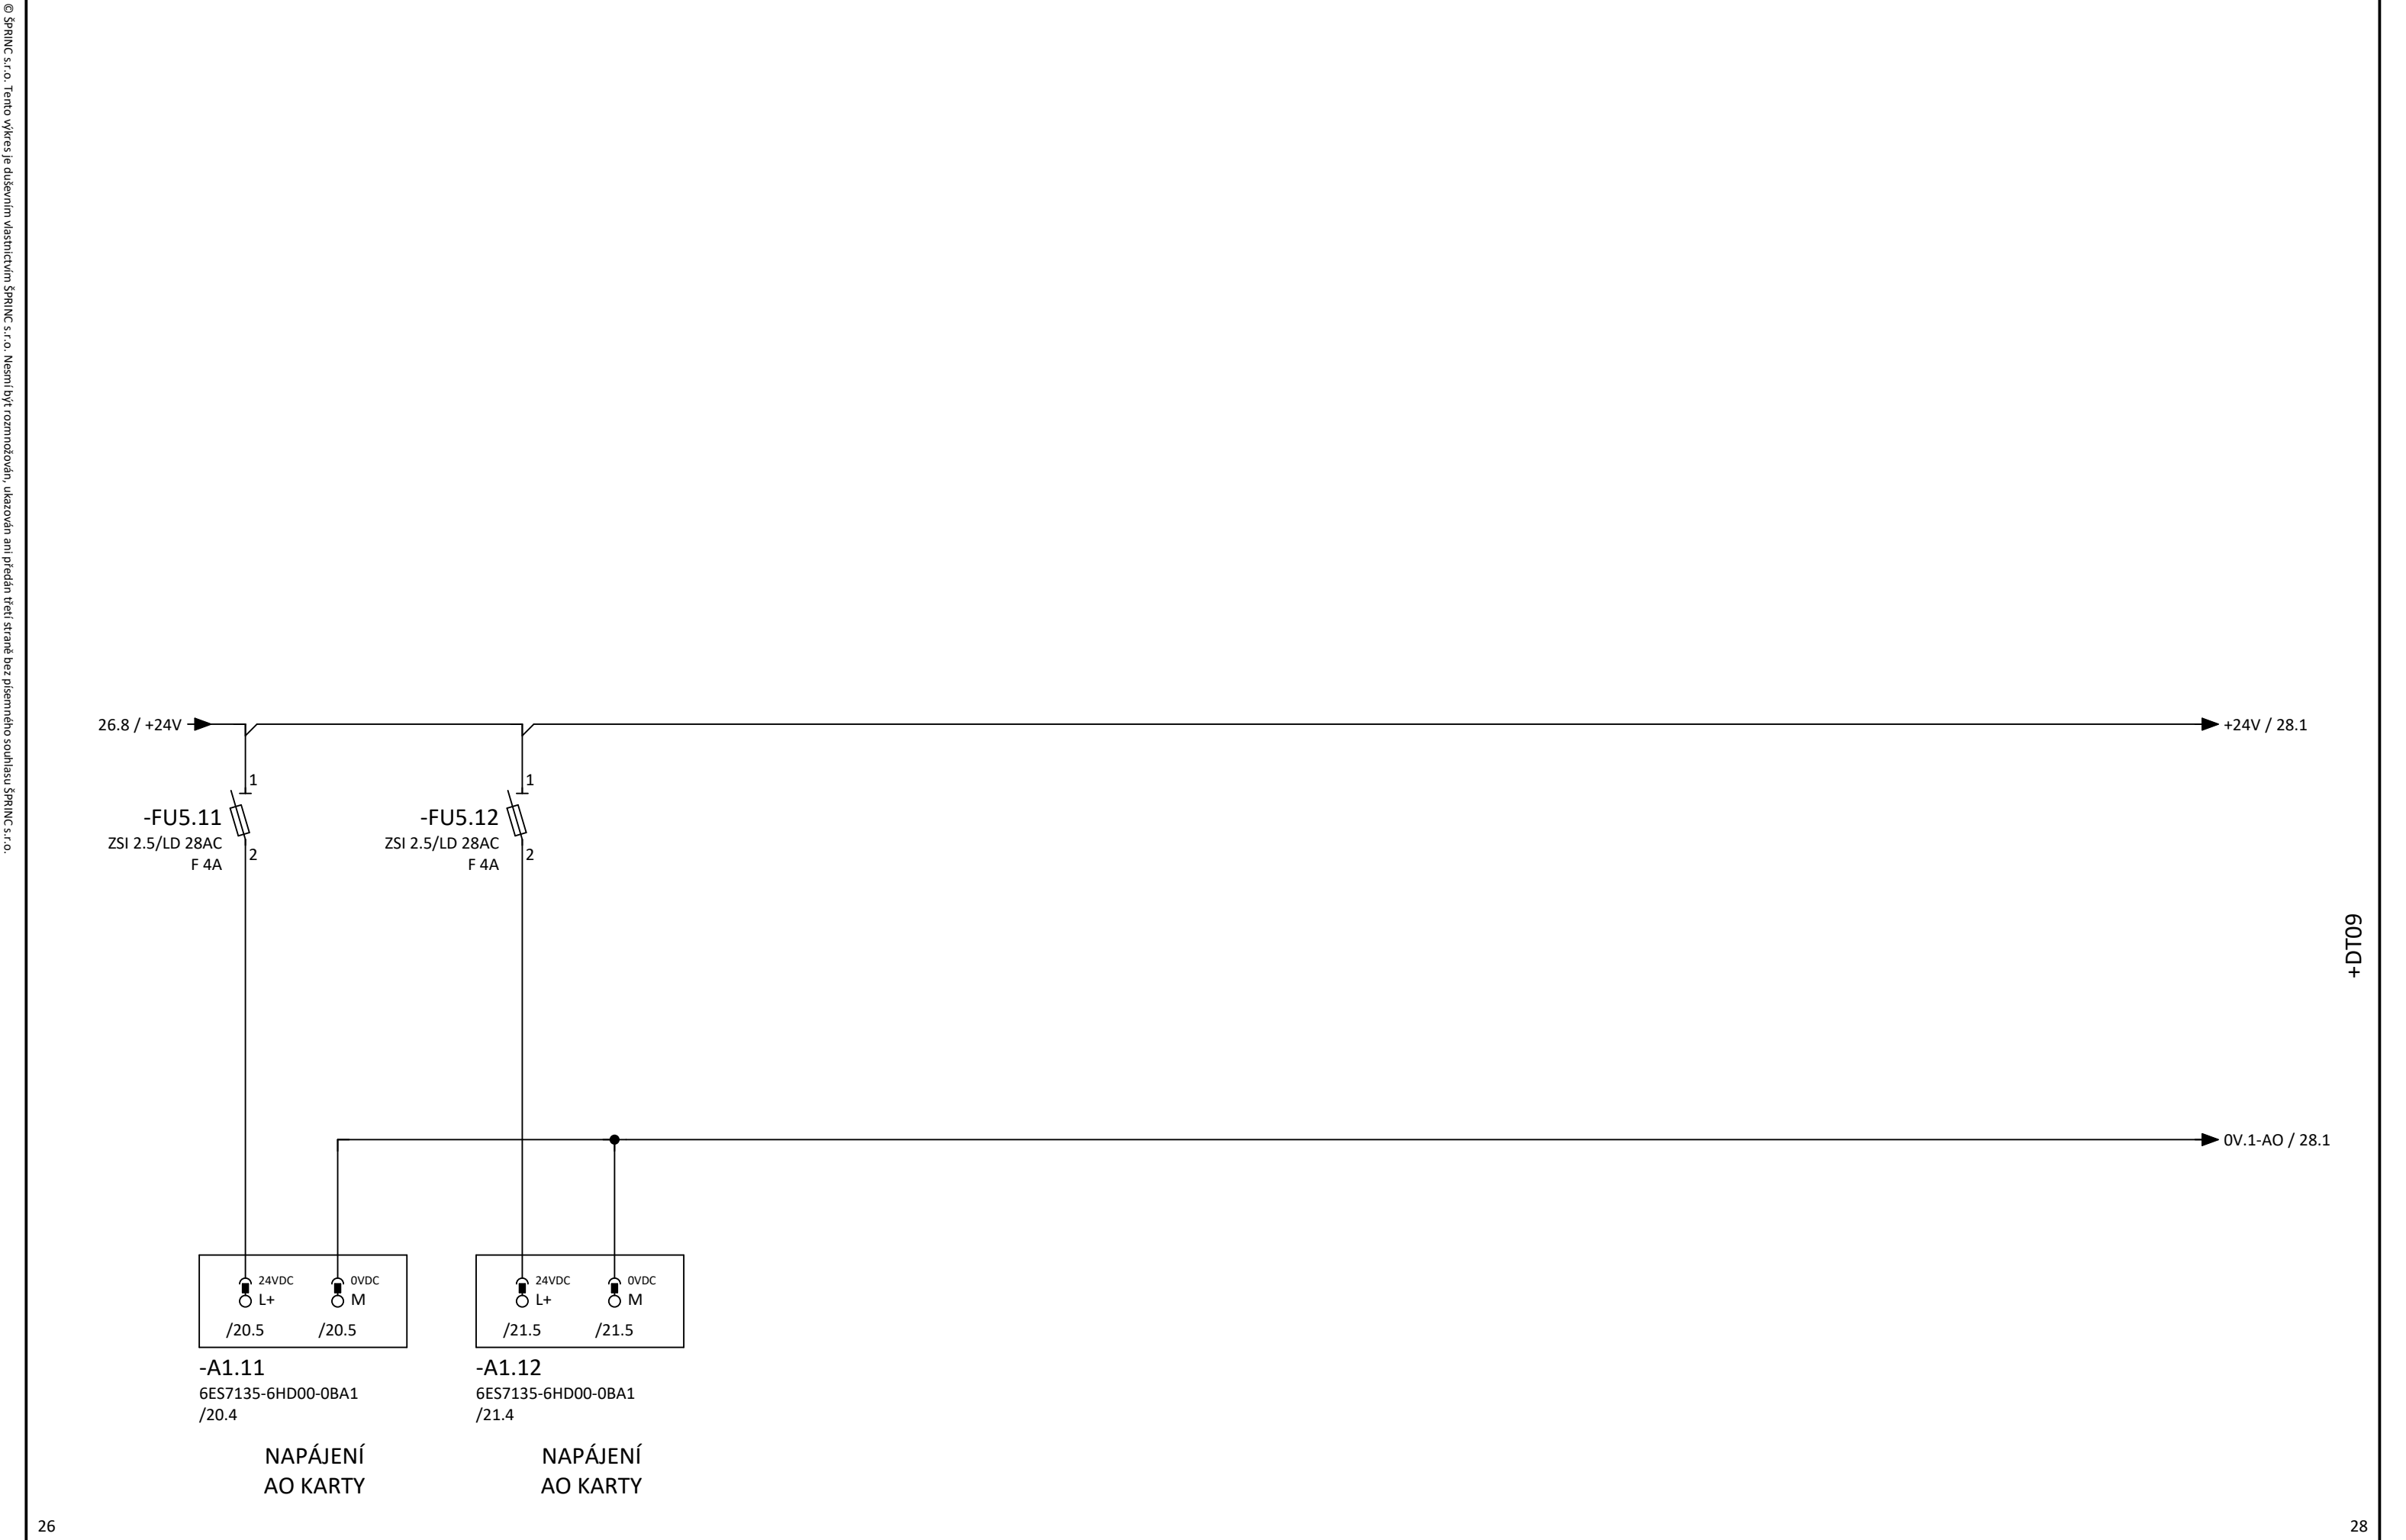 © ŠPRINC s.r.o. Tento výkres je duševním vlastnictvím ŠPRINC s.r.o. Nesmí být rozmnožován, ukazován ani předán třetí straně bez písemného souhlasu ŠPRINC s.r.o.
26.8 / +24V
+24V / 28.1
1
-FU5.11
ZSI 2.5/LD 28AC
F 4A
2
1
-FU5.12
ZSI 2.5/LD 28AC
F 4A
2
+DT09
0V.1-AO / 28.1
24VDC
L+
/20.5
0VDC
M
/20.5
-A1.11
6ES7135-6HD00-0BA1
/20.4
NAPÁJENÍ
AO KARTY
24VDC
L+
/21.5
0VDC
M
/21.5
-A1.12
6ES7135-6HD00-0BA1
/21.4
NAPÁJENÍ
AO KARTY
26
28